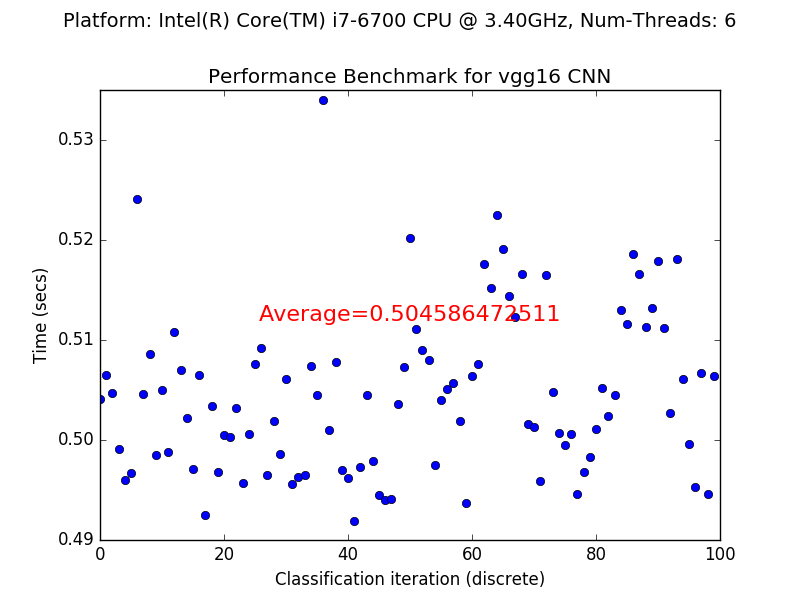 Platform: Intel(R) Core(TM) i7-6700 CPU @ 3.40GHz, Num-Threads: 6
Performance Benchmark for vgg16 CNN
0.53
0.52
0.51
0.50
0.49
Time (secs)
Average=0.504586472511
0 20 40 60 80 100
Classification iteration (discrete)